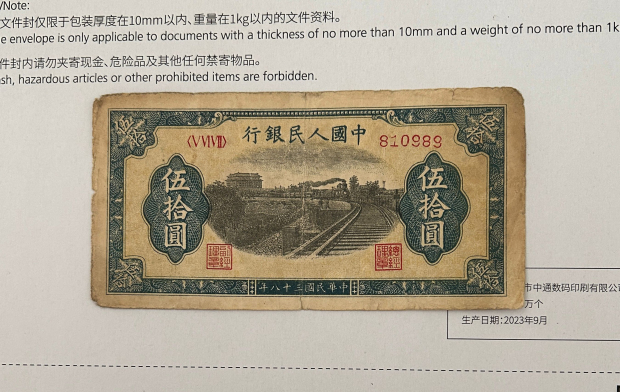 /Note:
文件封仅限于包装厚度在10mm以内、重量在1kg以内的文件资料。
e envelope is only applicable to documents with a thickness of no more than 10mm and a weight of no more than 1k
件封内请勿夹寄现金、危险品及其他任何禁寄物品。
sh, hazardous articles or other prohibited items are forbidden.
行銀民人國中
810989
伍拾圓
伍拾圓
年八十三國民華中
市中通数码印刷有限公
万个
生产日期:2023年9月